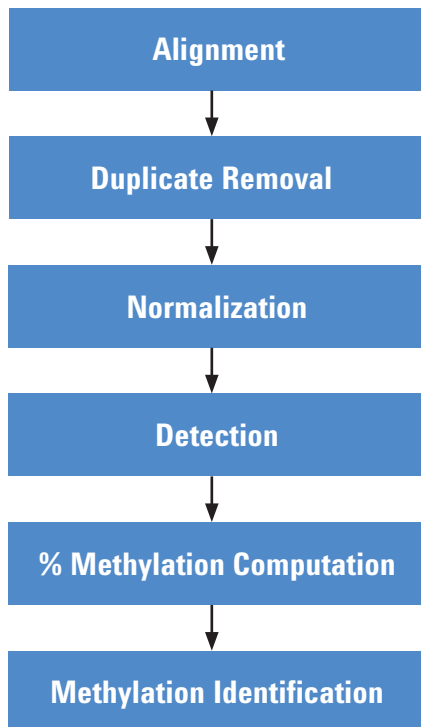 Alignment
Duplicate Removal
Normalization
Detection
% Methylation Computation
Methylation Identification